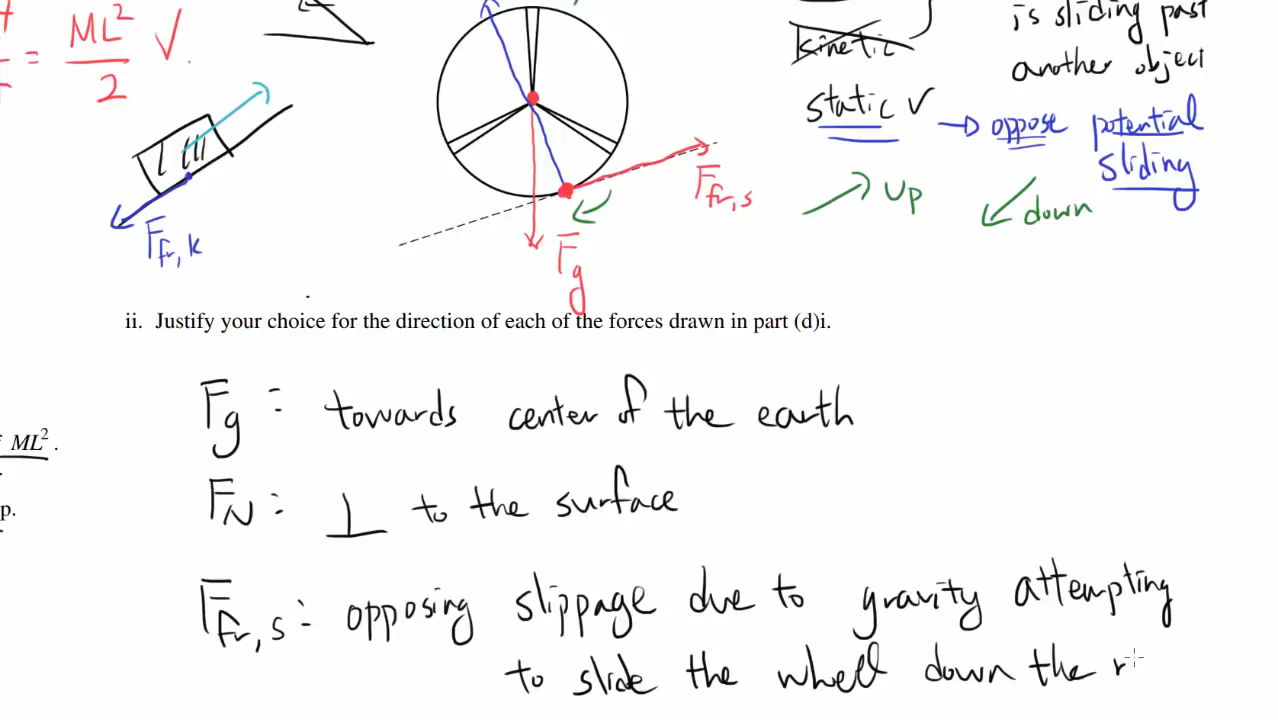 = ML²/2 ✓.
F_fr,k
F_fr,s
F_g
kinetic
static ✓
is sliding past
another object
→ oppose potential
sliding
up
down
ii. Justify your choice for the direction of each of the forces drawn in part (d)i.
F_g : towards center of the earth
F_N : ⊥ to the surface
F_fr,s : opposing slippage due to gravity attempting
to slide the wheel down the r
ML².
p.